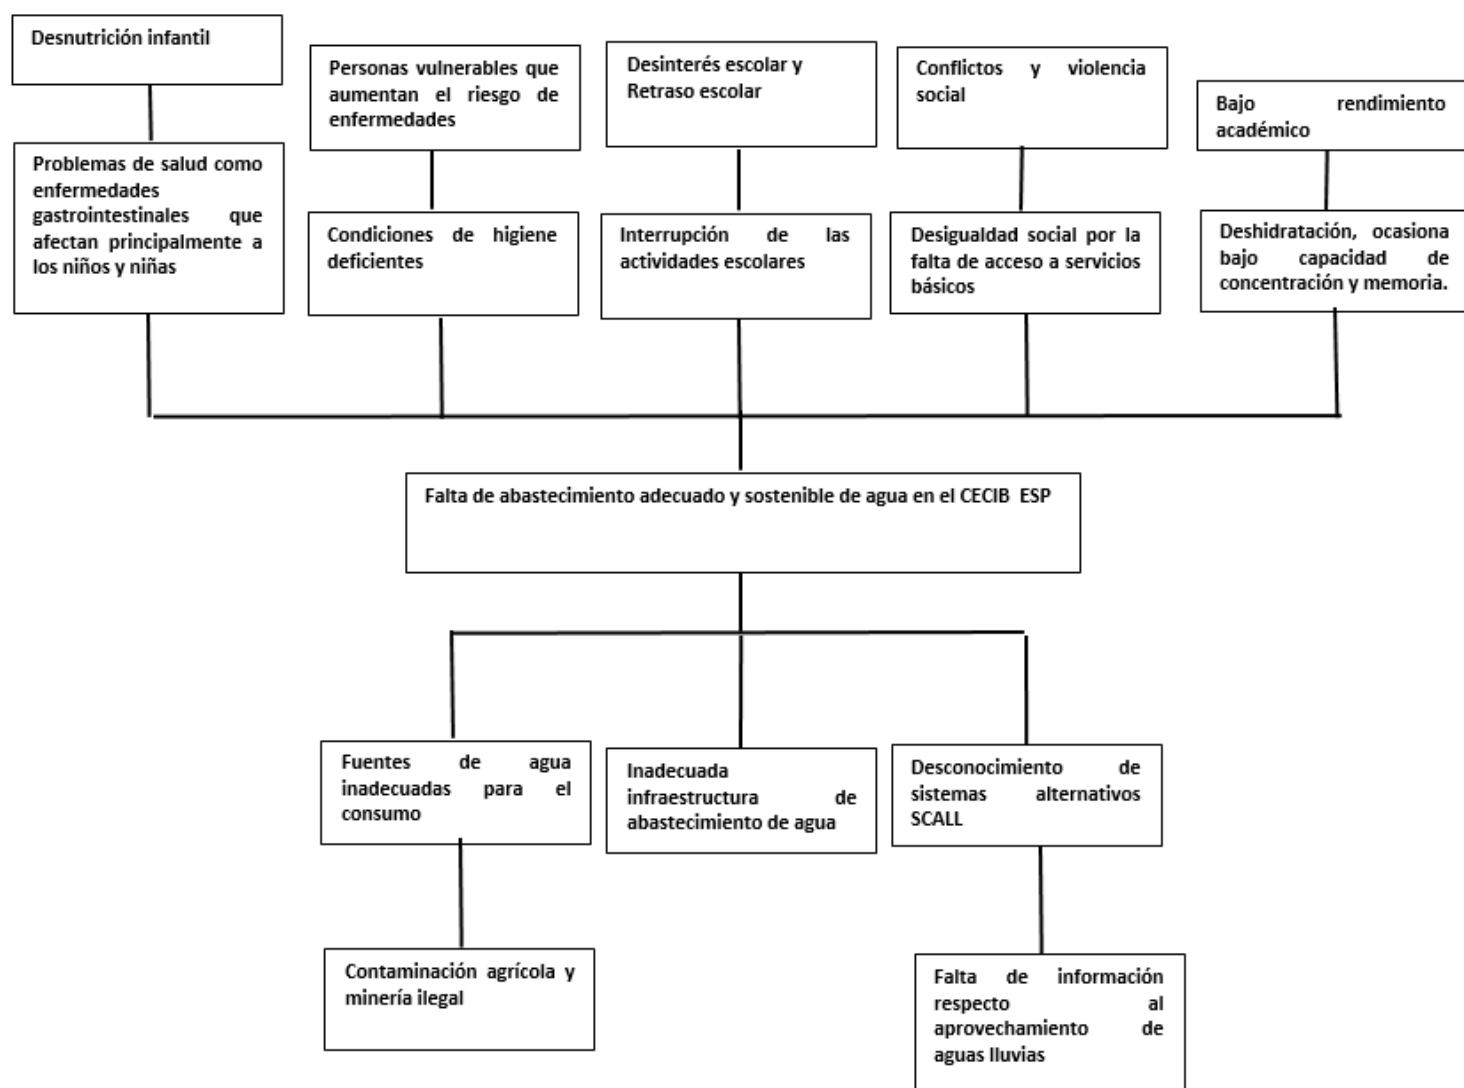 Desnutrición infantil
Personas vulnerables que
aumentan el riesgo de
enfermedades
Desinterés escolar y
Retraso escolar
Conflictos y violencia
social
Bajo rendimiento
académico
Problemas de salud como
enfermedades
gastrointestinales que
afectan principalmente a
los niños y niñas
Condiciones de higiene
deficientes
Interrupción de las
actividades escolares
Desigualdad social por la
falta de acceso a servicios
básicos
Deshidratación, ocasiona
bajo capacidad de
concentración y memoria.
Falta de abastecimiento adecuado y sostenible de agua en el CECIB ESP
Fuentes de agua
inadecuadas para el
consumo
Inadecuada
infraestructura de
abastecimiento de agua
Desconocimiento de
sistemas alternativos
SCALL
Contaminación agrícola y
minería ilegal
Falta de información
respecto al
aprovechamiento de
aguas lluvias